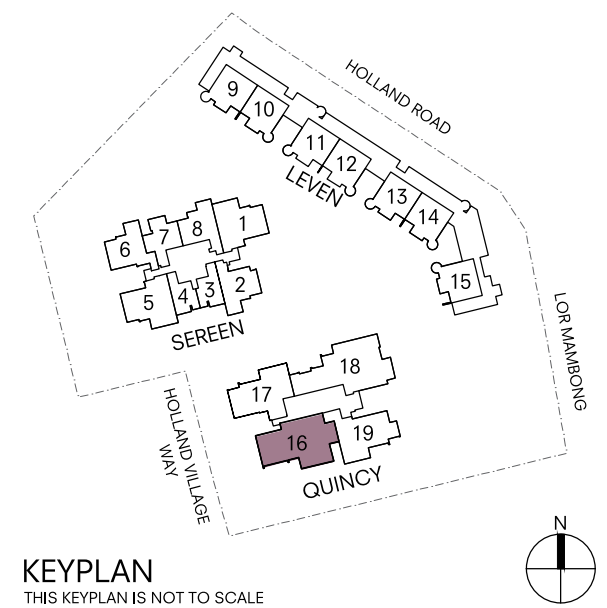 HOLLAND ROAD
9
10
11
12
LEVEN
13
14
15
6
7
8
1
5
4
3
2
SEREEN
LOR MAMBONG
18
17
16
19
QUINCY
HOLLAND VILLAGE
WAY
N
KEYPLAN
THIS KEYPLAN IS NOT TO SCALE